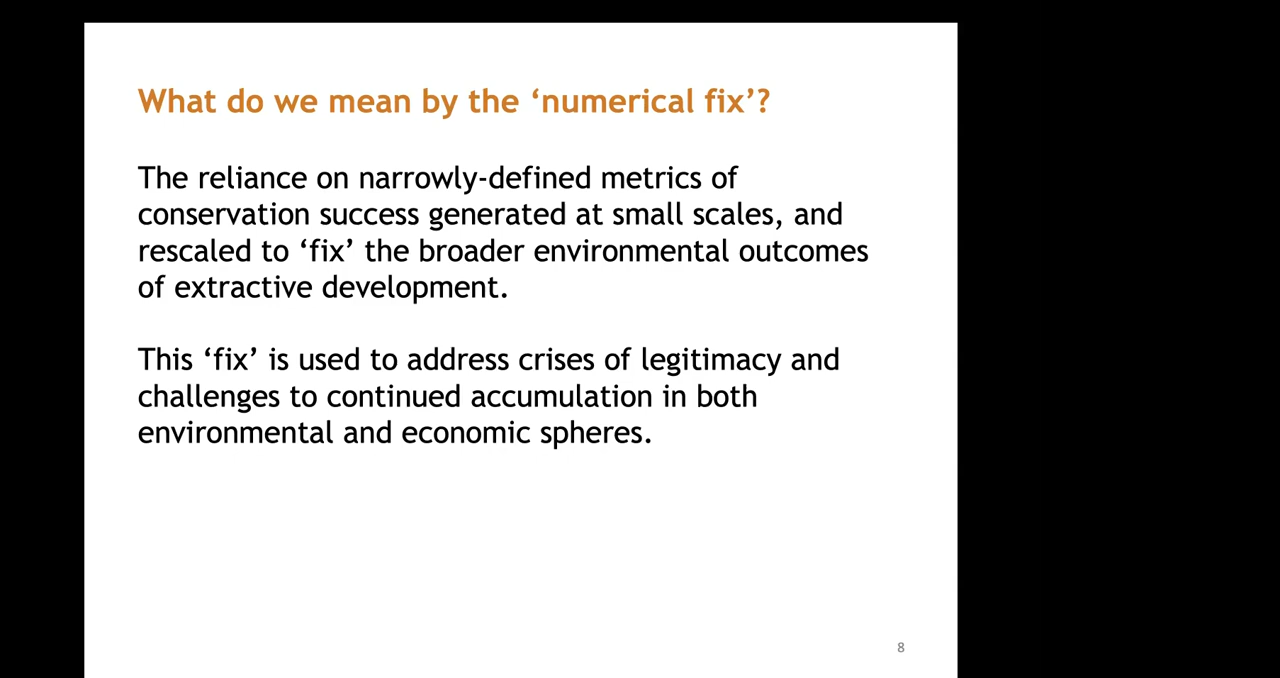 What do we mean by the ‘numerical fix’?
The reliance on narrowly-defined metrics of
conservation success generated at small scales, and
rescaled to ‘fix’ the broader environmental outcomes
of extractive development.
This ‘fix’ is used to address crises of legitimacy and
challenges to continued accumulation in both
environmental and economic spheres.
8